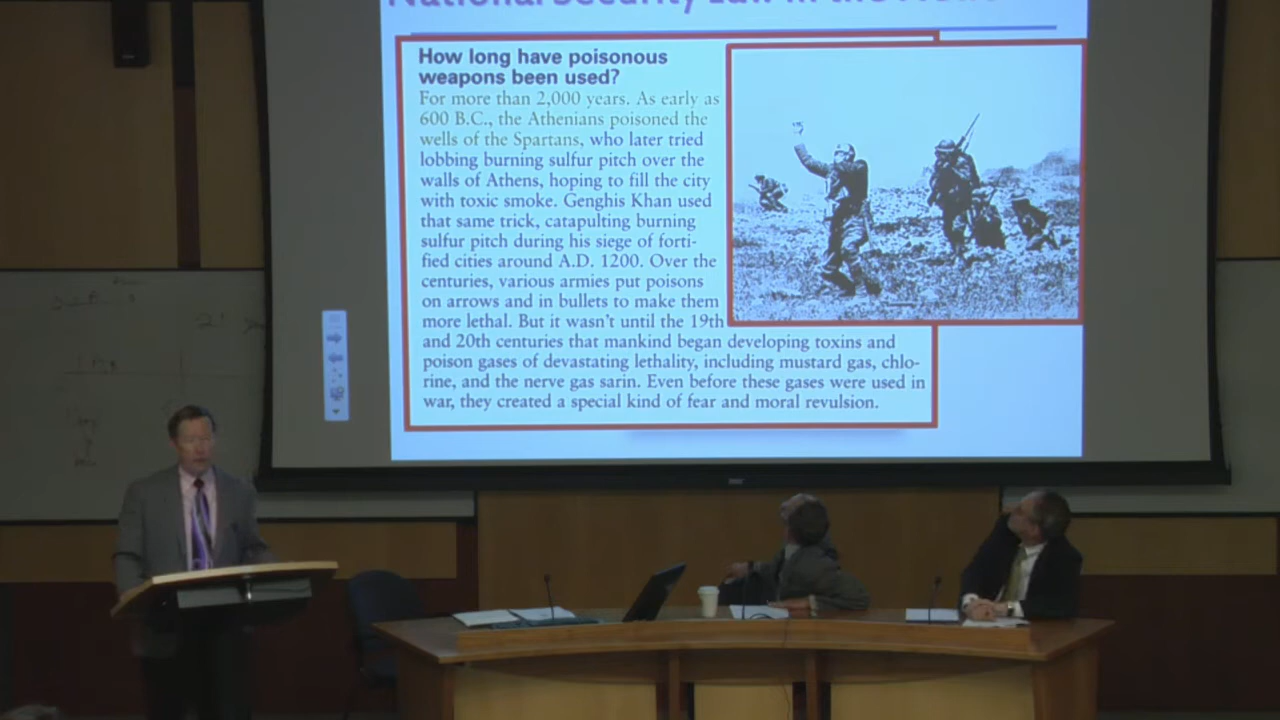 National Security Law in the News
How long have poisonous
weapons been used?
For more than 2,000 years. As early as
600 B.C., the Athenians poisoned the
wells of the Spartans, who later tried
lobbing burning sulfur pitch over the
walls of Athens, hoping to fill the city
with toxic smoke. Genghis Khan used
that same trick, catapulting burning
sulfur pitch during his siege of forti-
fied cities around A.D. 1200. Over the
centuries, various armies put poisons
on arrows and in bullets to make them
more lethal. But it wasn't until the 19th
and 20th centuries that mankind began developing toxins and
poison gases of devastating lethality, including mustard gas, chlo-
rine, and the nerve gas sarin. Even before these gases were used in
war, they created a special kind of fear and moral revulsion.